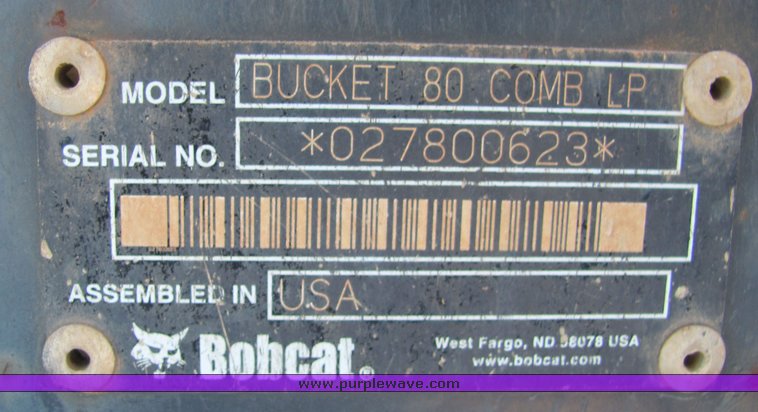 MODEL BUCKET 80 COMB LP
SERIAL NO. *027800623*
ASSEMBLED IN USA
Bobcat®
West Fargo, ND 58078 USA
www.bobcat.com
www.purplewave.com